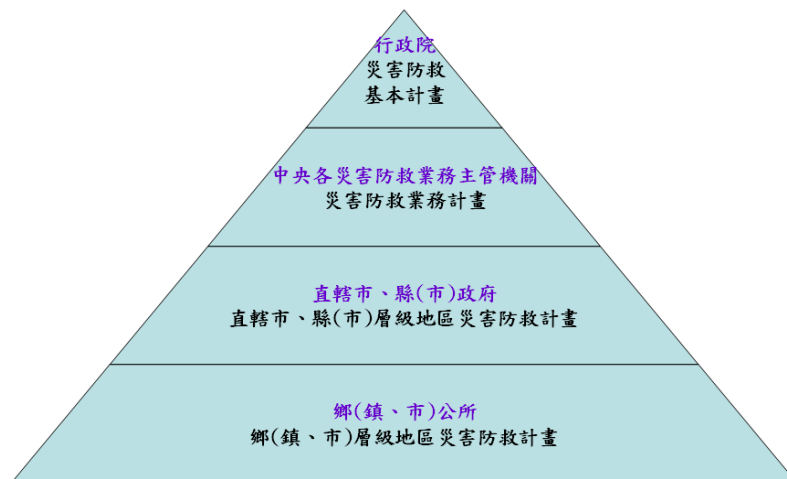 行政院
災害防救
基本計畫
中央各災害防救業務主管機關
災害防救業務計畫
直轄市、縣(市)政府
直轄市、縣(市)層級地區災害防救計畫
鄉(鎮、市)公所
鄉(鎮、市)層級地區災害防救計畫